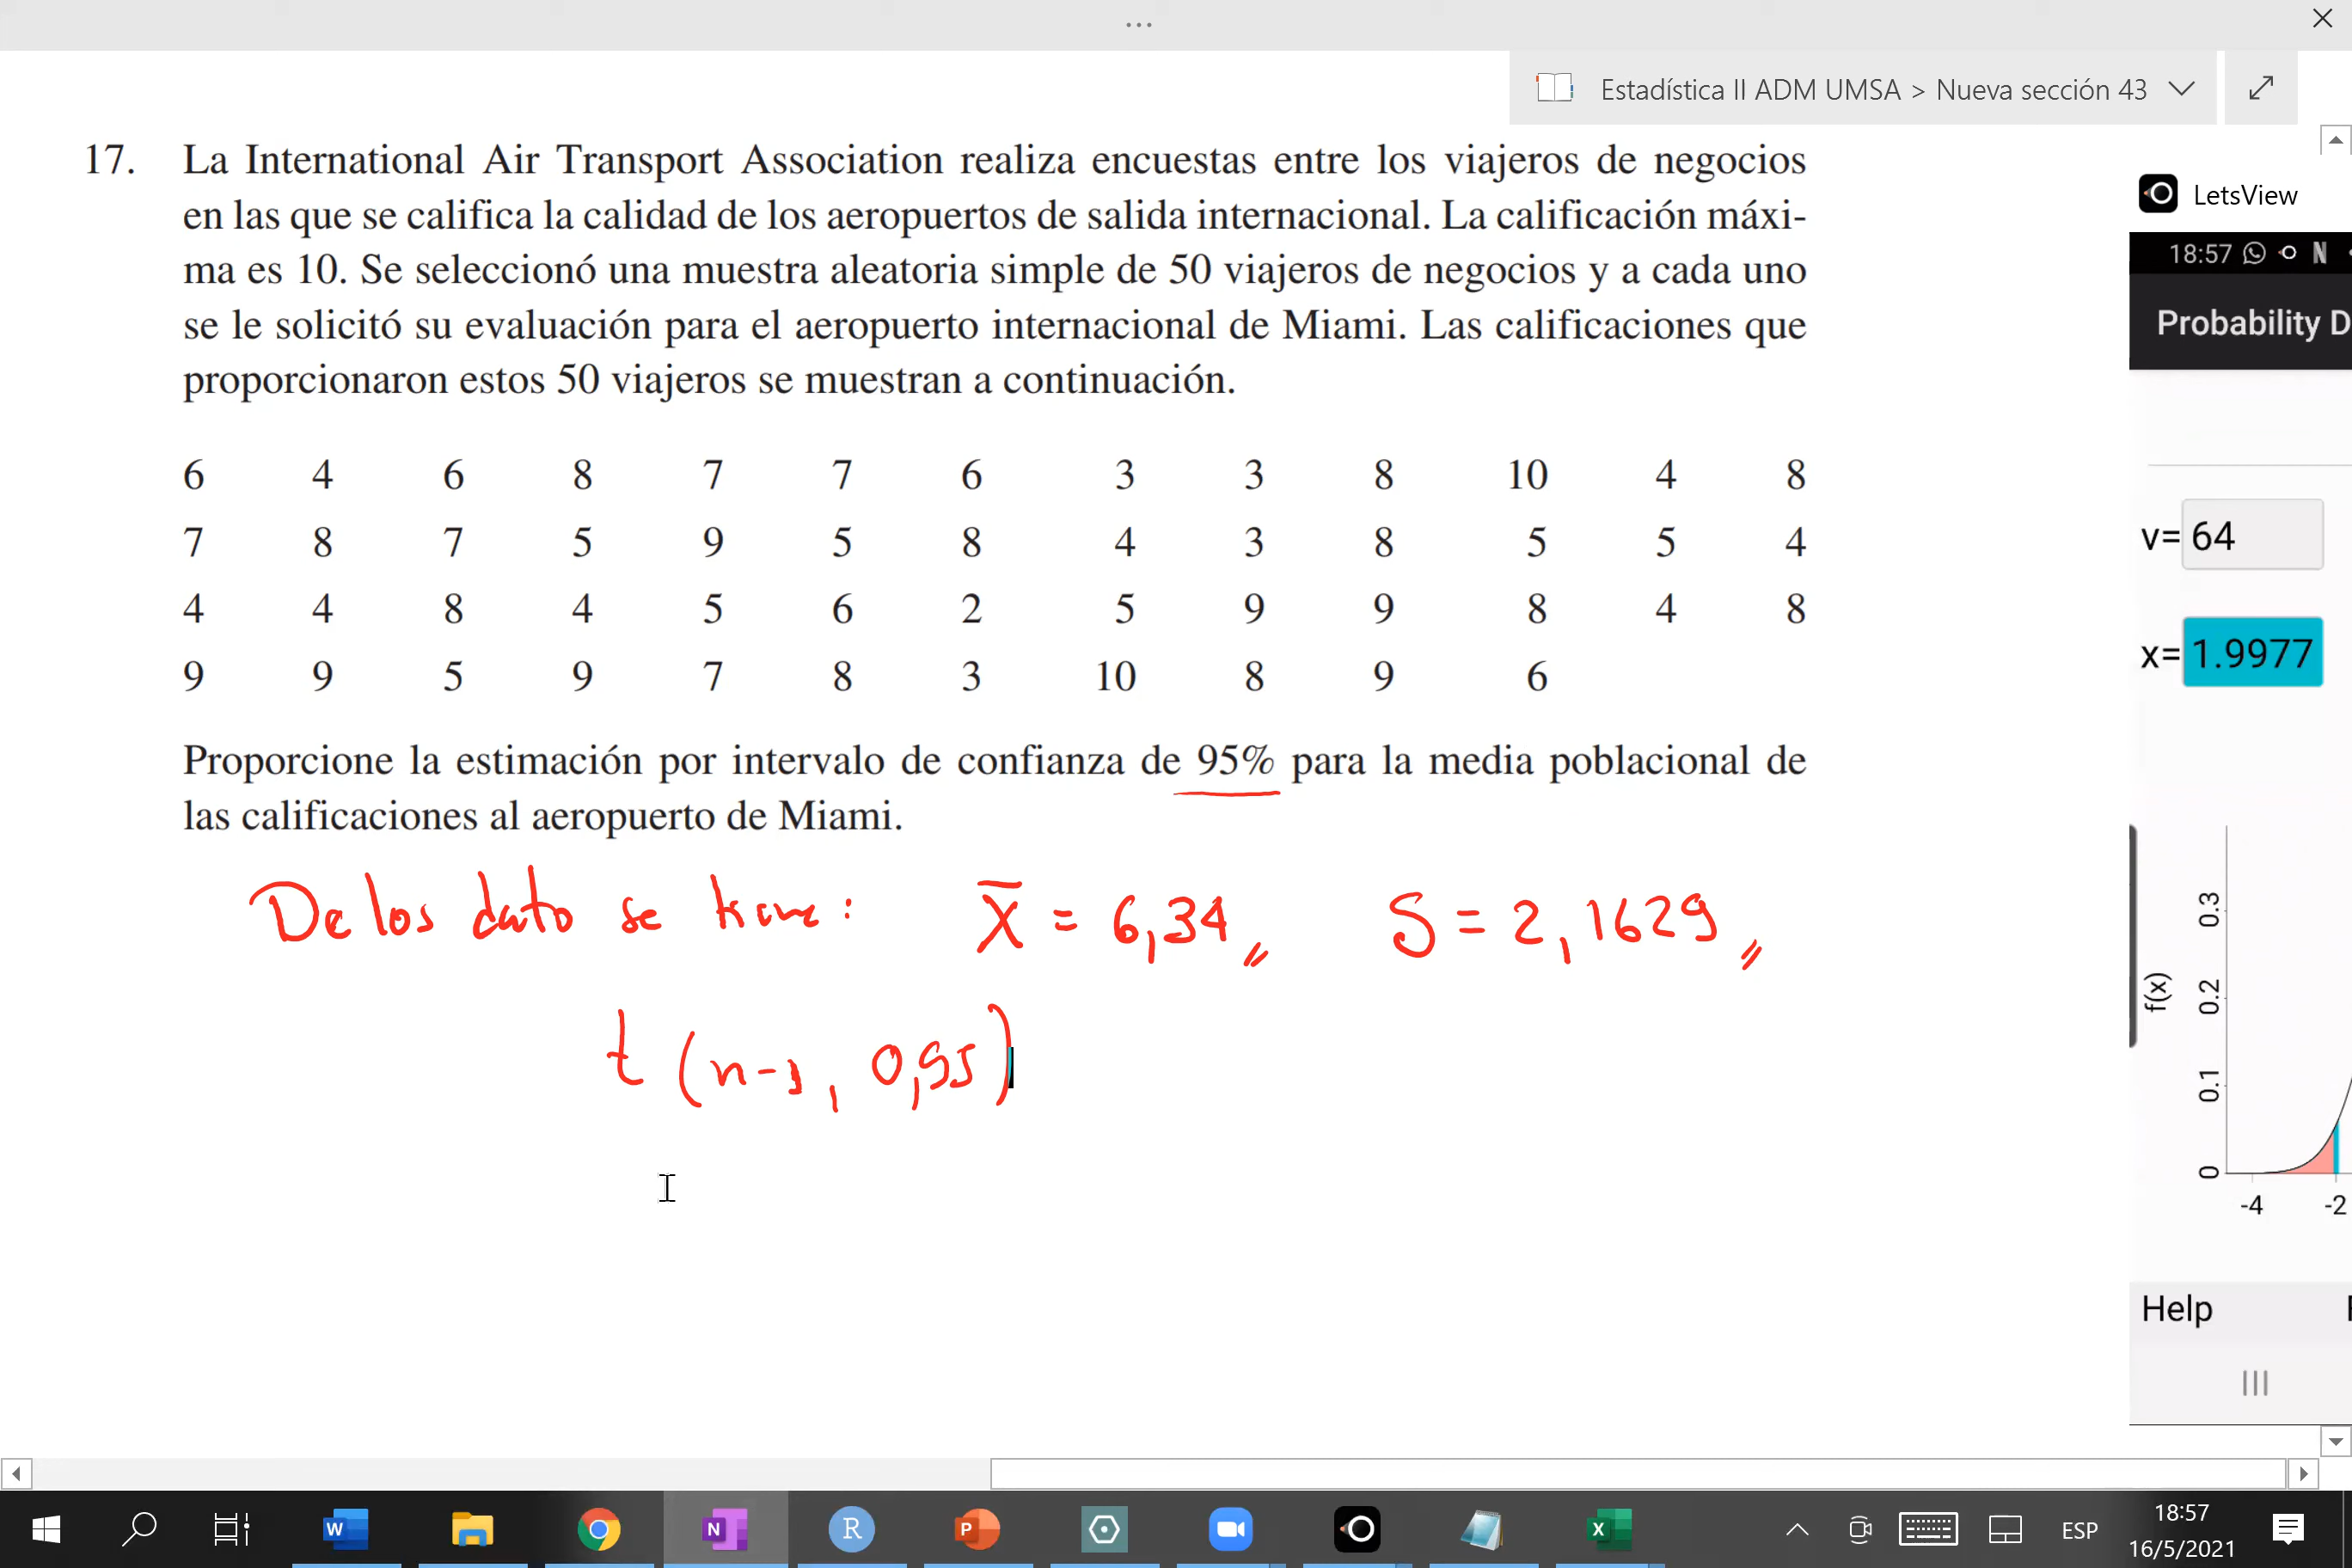 ...
Estadística II ADM UMSA > Nueva sección 43
17. La International Air Transport Association realiza encuestas entre los viajeros de negocios
en las que se califica la calidad de los aeropuertos de salida internacional. La calificación máxi-
ma es 10. Se seleccionó una muestra aleatoria simple de 50 viajeros de negocios y a cada uno
se le solicitó su evaluación para el aeropuerto internacional de Miami. Las calificaciones que
proporcionaron estos 50 viajeros se muestran a continuación.
6 4 6 8 7 7 6 3 3 8 10 4 8
7 8 7 5 9 5 8 4 3 8 5 5 4
4 4 8 4 5 6 2 5 9 9 8 4 8
9 9 5 9 7 8 3 10 8 9 6
Proporcione la estimación por intervalo de confianza de 95% para la media poblacional de
las calificaciones al aeropuerto de Miami.
De los dato se tiene: X̅ = 6,34 S = 2,1629
t (n-1, 0,95)
LetsView
18:57 N
Probability D
v= 64
x= 1.9977
f(x)
0.3
0.2
0.1
0
-4 -2
Help
W N R P X
ESP
18:57
16/5/2021